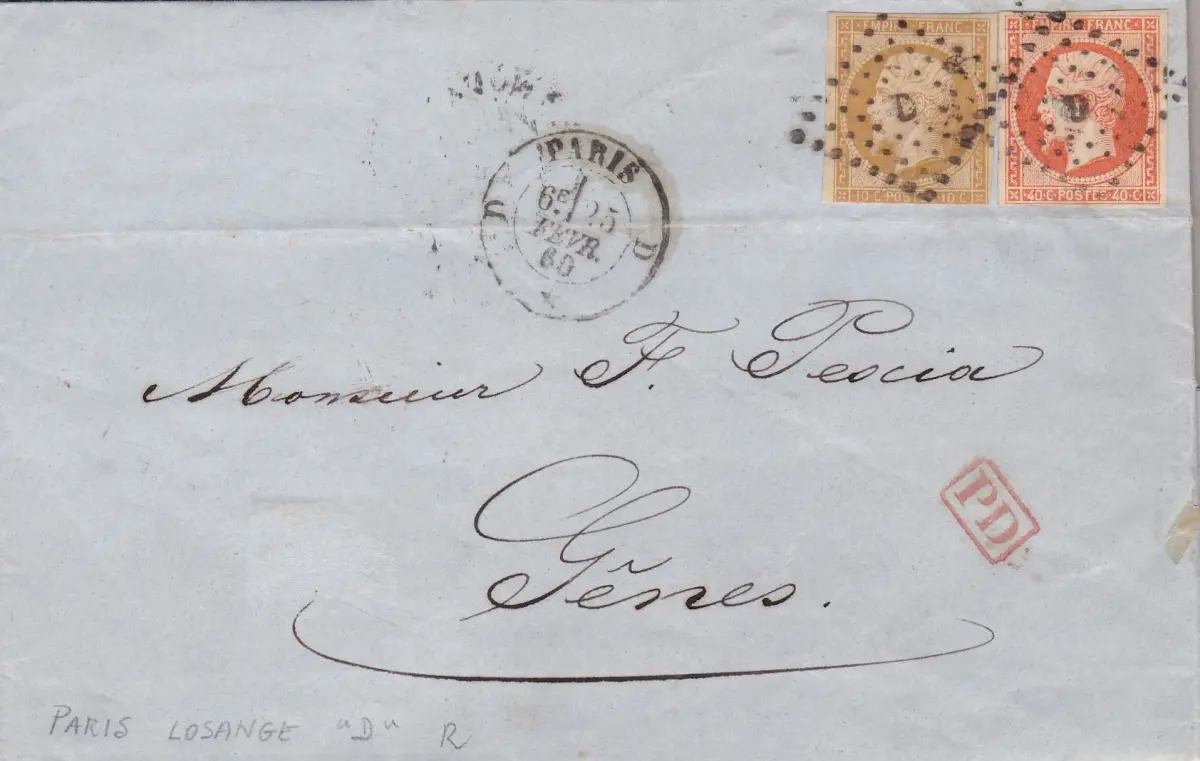 EMPIRE FRANC
10·C·POSTES·10·C
EMPIRE FRANC
40·C·POSTES·40·C
D
D
PARIS
6E 25
FEVR.
60
D D
Monsieur F. Pescia
Gênes.
PD
PARIS LOSANGE "D" R